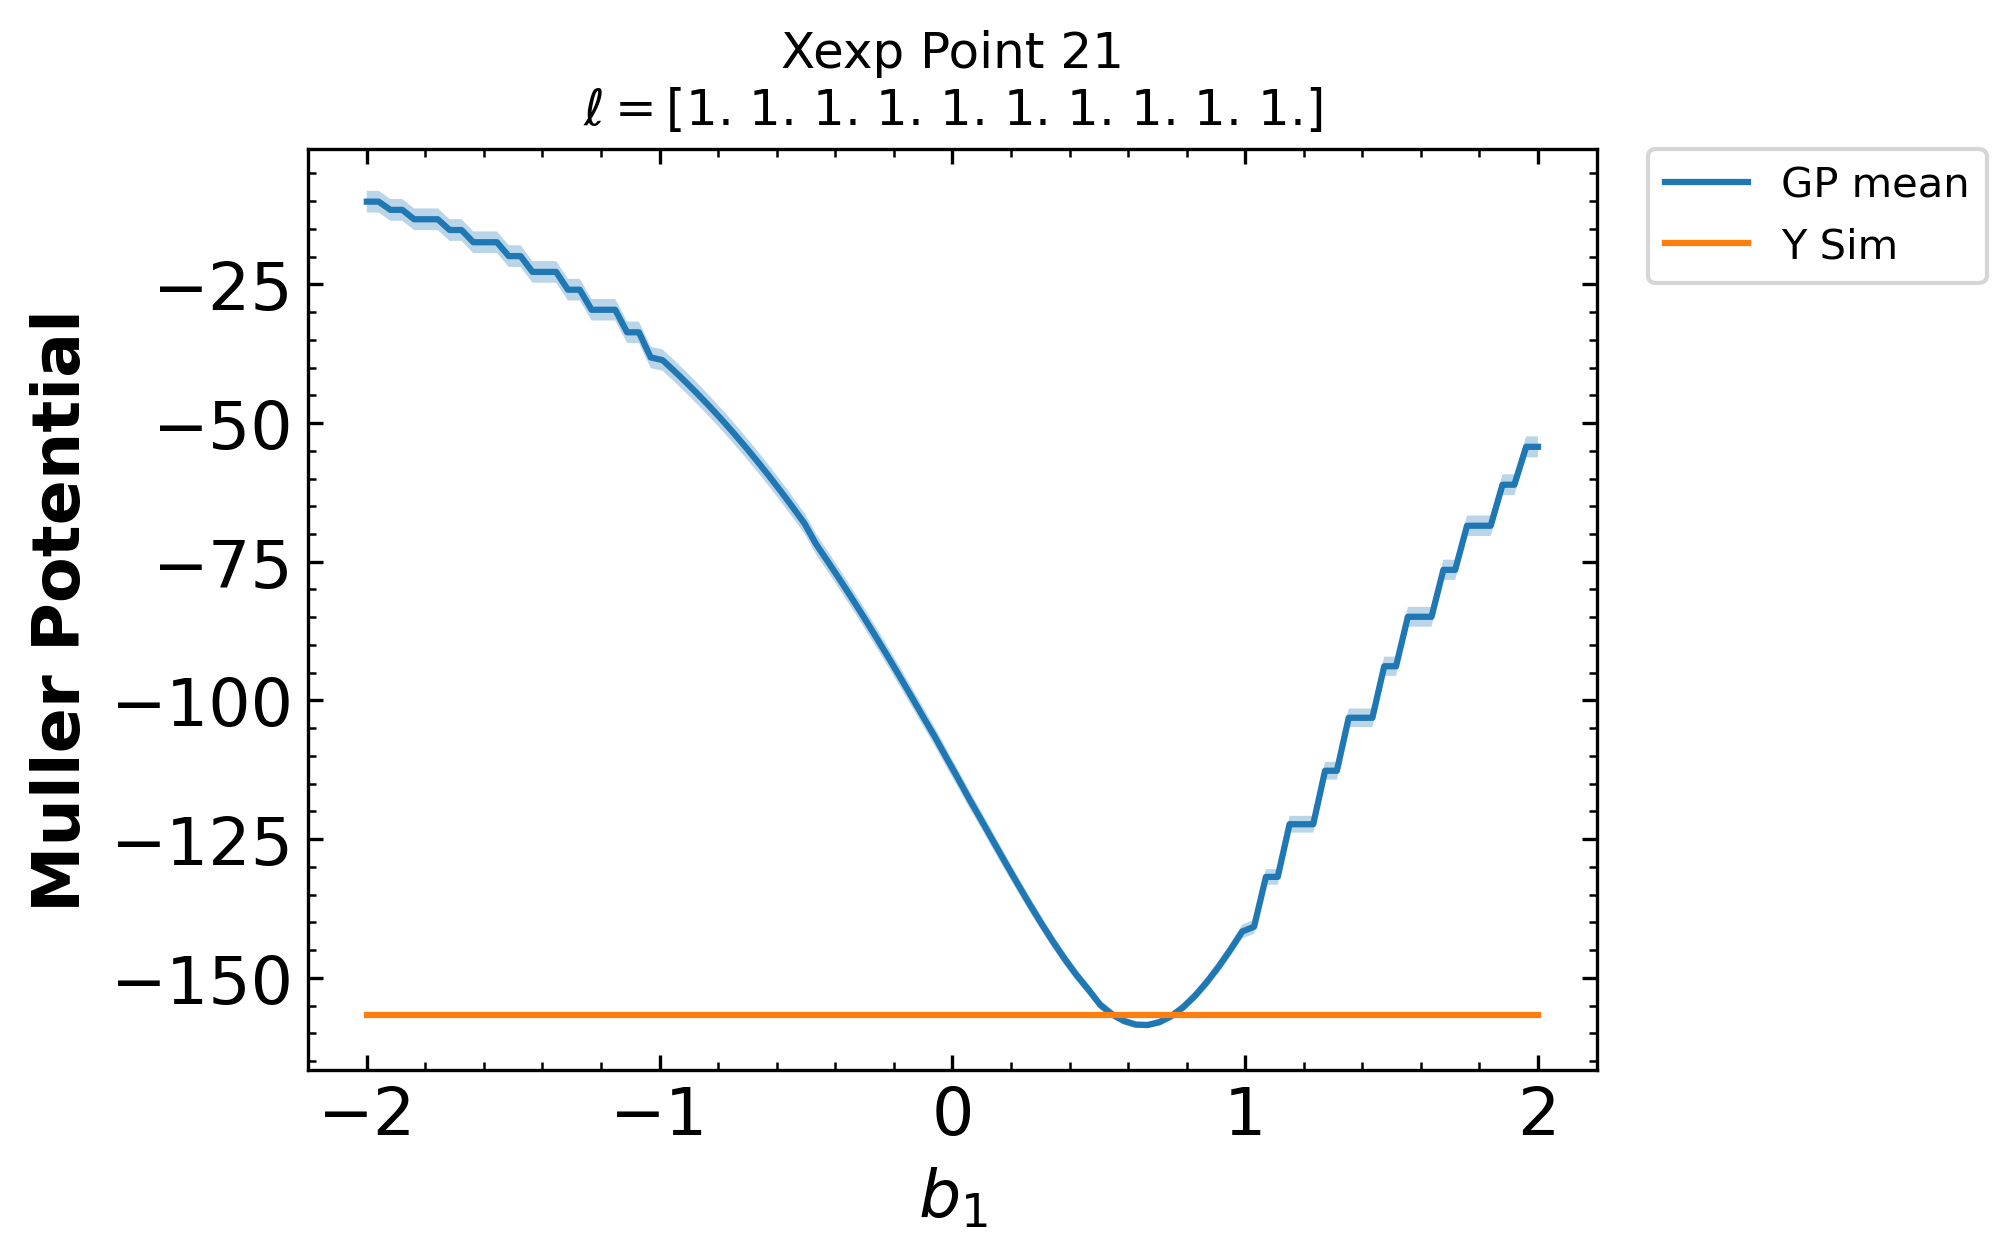 Xexp Point 21
ℓ = [1. 1. 1. 1. 1. 1. 1. 1. 1. 1.]
GP mean
Y Sim
Muller Potential
−25
−50
−75
−100
−125
−150
−2 −1 0 1 2
b₁